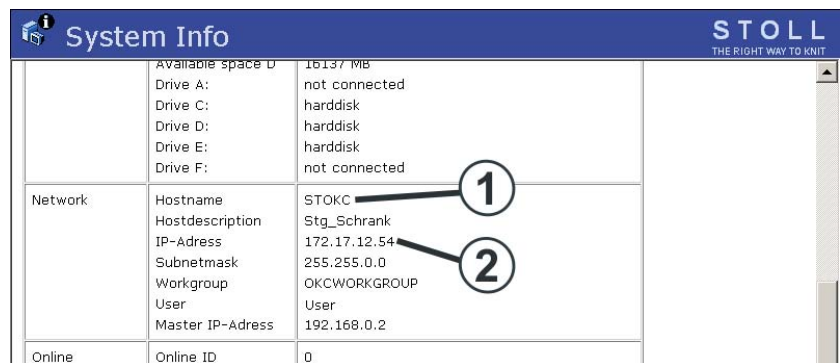 System Info
STOLL
THE RIGHT WAY TO KNIT
Available space D 16137 MB
Drive A: not connected
Drive C: harddisk
Drive D: harddisk
Drive E: harddisk
Drive F: not connected
Network Hostname STOKC 1
Hostdescription Stg_Schrank
IP-Adress 172.17.12.54 2
Subnetmask 255.255.0.0
Workgroup OKCWORKGROUP
User User
Master IP-Adress 192.168.0.2
Online Online ID 0